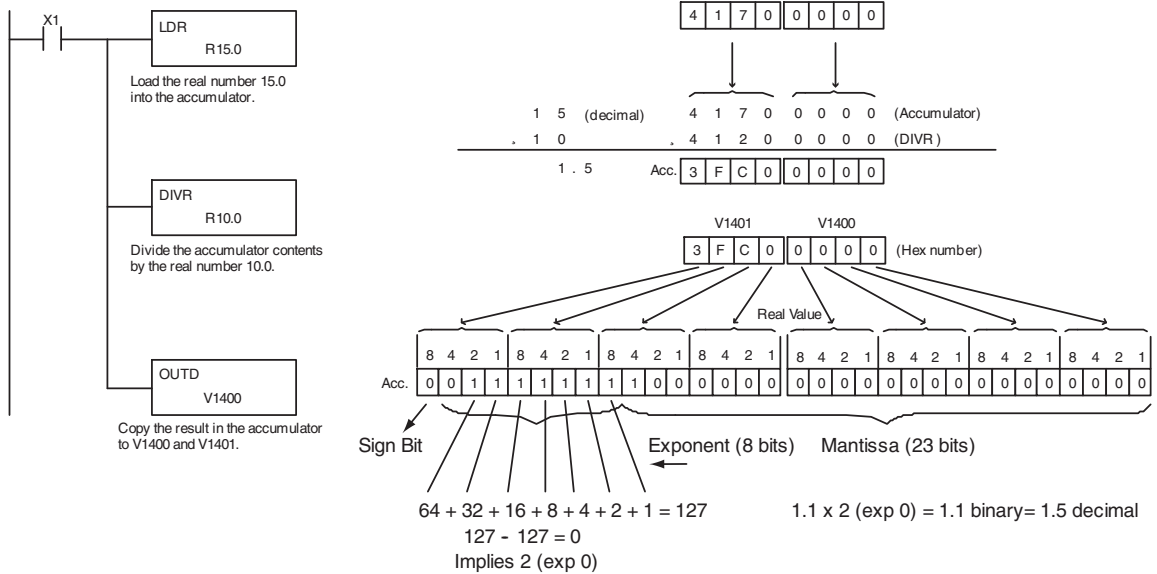 X1
LDR
R15.0
Load the real number 15.0
into the accumulator.
DIVR
R10.0
Divide the accumulator contents
by the real number 10.0.
OUTD
V1400
Copy the result in the accumulator
to V1400 and V1401.
4 1 7 0 0 0 0 0
1 5 (decimal) 4 1 7 0 0 0 0 0 (Accumulator)
. 1 0 . 4 1 2 0 0 0 0 0 (DIVR )
1 . 5 Acc. 3 F C 0 0 0 0 0
V1401 V1400
3 F C 0 0 0 0 0 (Hex number)
Real Value
8 4 2 1 8 4 2 1 8 4 2 1 8 4 2 1 8 4 2 1 8 4 2 1 8 4 2 1 8 4 2 1
Acc. 0 0 1 1 1 1 1 1 1 1 0 0 0 0 0 0 0 0 0 0 0 0 0 0 0 0 0 0 0 0 0 0
Sign Bit Exponent (8 bits) Mantissa (23 bits)
64 + 32 + 16 + 8 + 4 + 2 + 1 = 127 1.1 x 2 (exp 0) = 1.1 binary= 1.5 decimal
127 - 127 = 0
Implies 2 (exp 0)